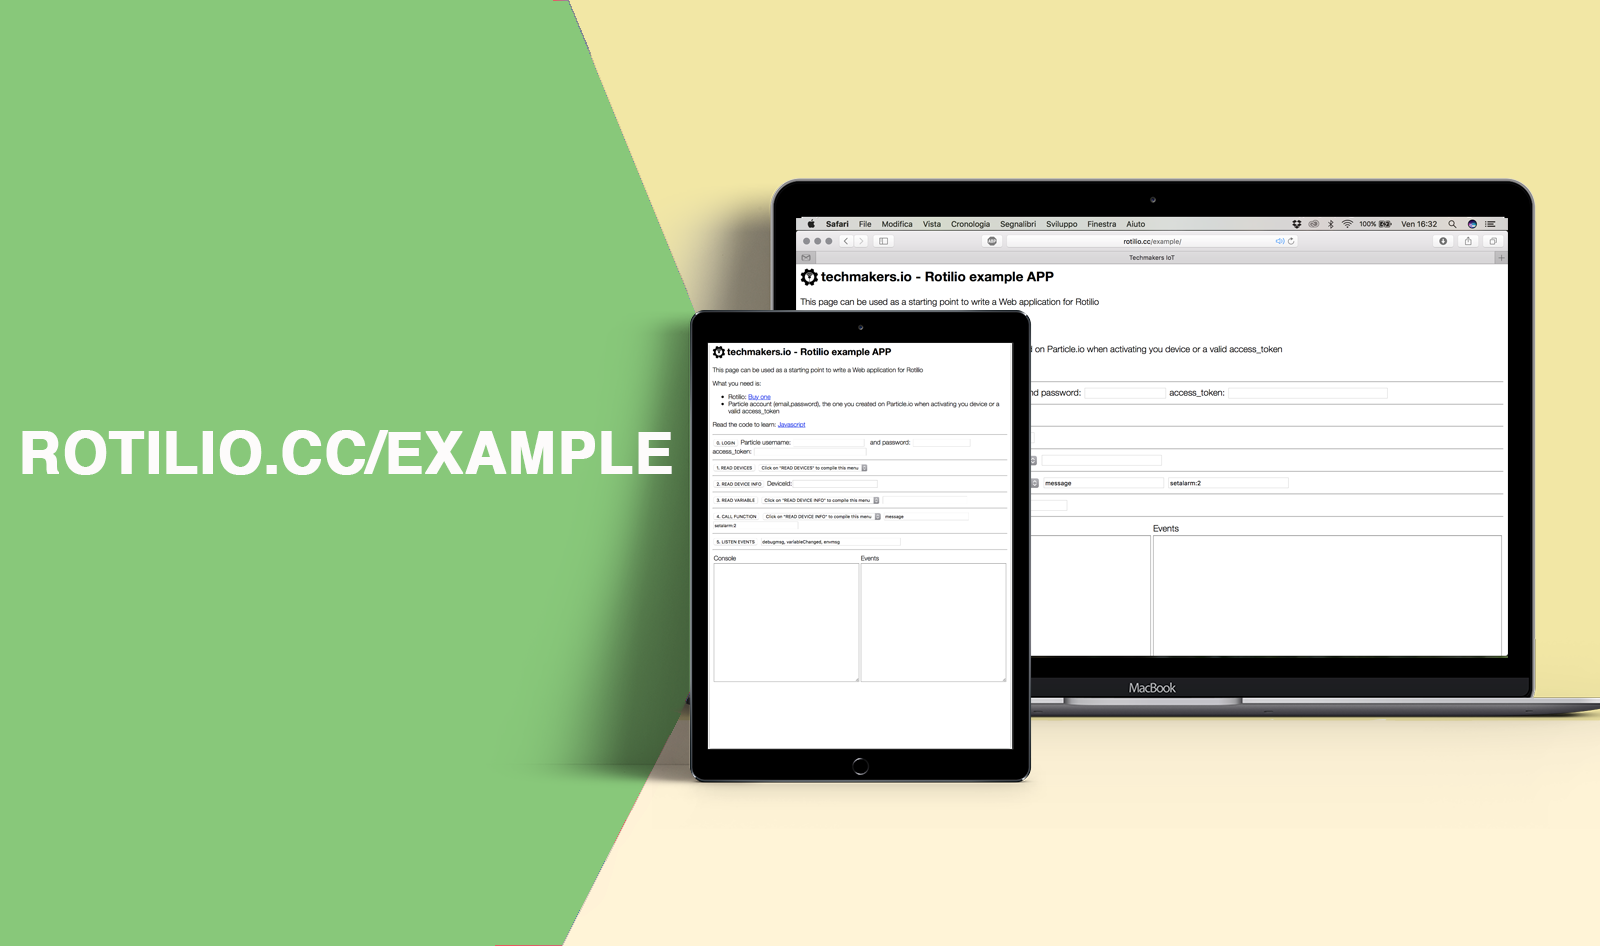 ROTILIO.CC/EXAMPLE
Safari File Modifica Vista Cronologia Segnalibri Sviluppo Finestra Aiuto 100% Ven 16:32
rotilio.cc/example/
Techmakers IoT
techmakers.io - Rotilio example APP
This page can be used as a starting point to write a Web application for Rotilio
on Particle.io when activating you device or a valid access_token
password: access_token:
message setalarm:2
Events
MacBook
techmakers.io - Rotilio example APP
This page can be used as a starting point to write a Web application for Rotilio
What you need is:
Rotilio: Buy one
Particle account (email,password), the one you created on Particle.io when activating you device or a
valid access_token
Read the code to learn: Javascript
0. LOGIN Particle username: and password:
access_token:
1. READ DEVICES Click on "READ DEVICES" to compile this menu
2. READ DEVICE INFO DeviceId:
3. READ VARIABLE Click on "READ DEVICE INFO" to compile this menu
4. CALL FUNCTION Click on "READ DEVICE INFO" to compile this menu message
setalarm:2
5. LISTEN EVENTS debugmsg, variableChanged, envmsg
Console Events